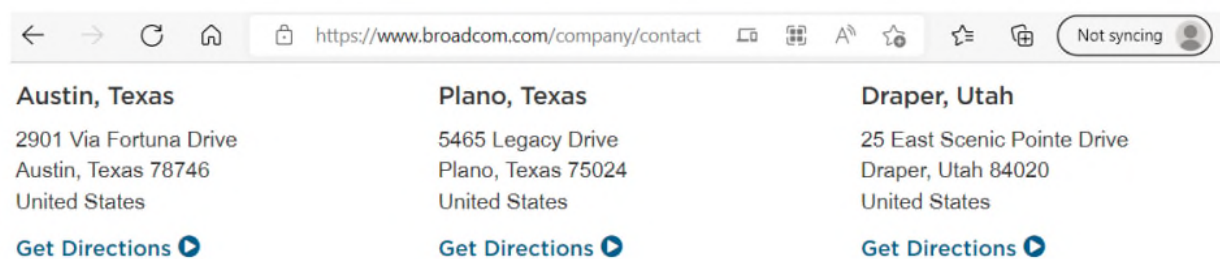 https://www.broadcom.com/company/contact
Not syncing
Austin, Texas
2901 Via Fortuna Drive
Austin, Texas 78746
United States
Get Directions
Plano, Texas
5465 Legacy Drive
Plano, Texas 75024
United States
Get Directions
Draper, Utah
25 East Scenic Pointe Drive
Draper, Utah 84020
United States
Get Directions